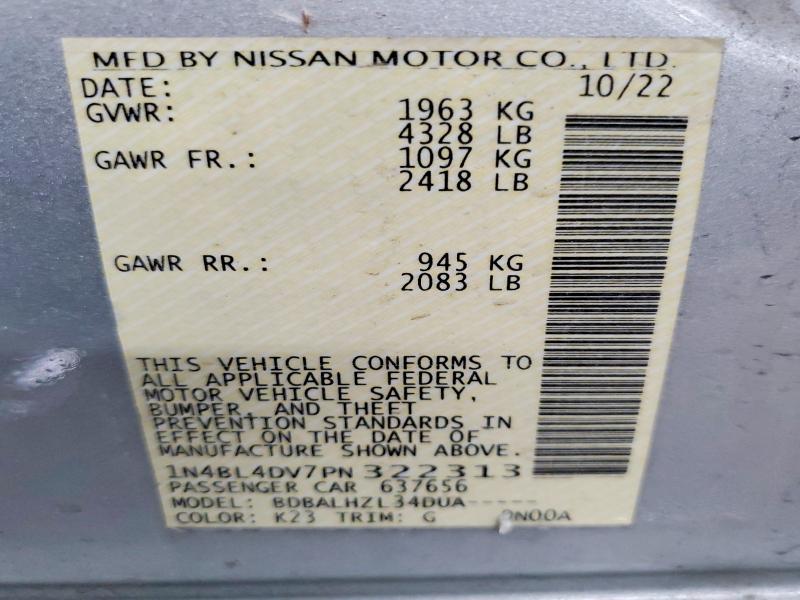 MFD BY NISSAN MOTOR CO., LTD.
DATE: 10/22
GVWR: 1963 KG
4328 LB
GAWR FR.: 1097 KG
2418 LB
GAWR RR.: 945 KG
2083 LB
THIS VEHICLE CONFORMS TO
ALL APPLICABLE FEDERAL
MOTOR VEHICLE SAFETY,
BUMPER, AND THEFT
PREVENTION STANDARDS IN
EFFECT ON THE DATE OF
MANUFACTURE SHOWN ABOVE.
1N4BL4DV7PN322313
PASSENGER CAR 637656
MODEL: BDBALHZL34DUA-----
COLOR: K23 TRIM: G